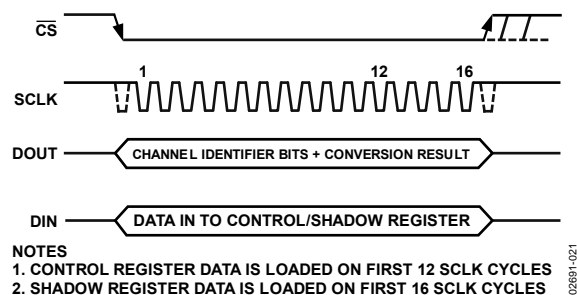 CS
1 12 16
SCLK
DOUT CHANNEL IDENTIFIER BITS + CONVERSION RESULT
DIN DATA IN TO CONTROL/SHADOW REGISTER
NOTES
1. CONTROL REGISTER DATA IS LOADED ON FIRST 12 SCLK CYCLES
2. SHADOW REGISTER DATA IS LOADED ON FIRST 16 SCLK CYCLES
02691-021